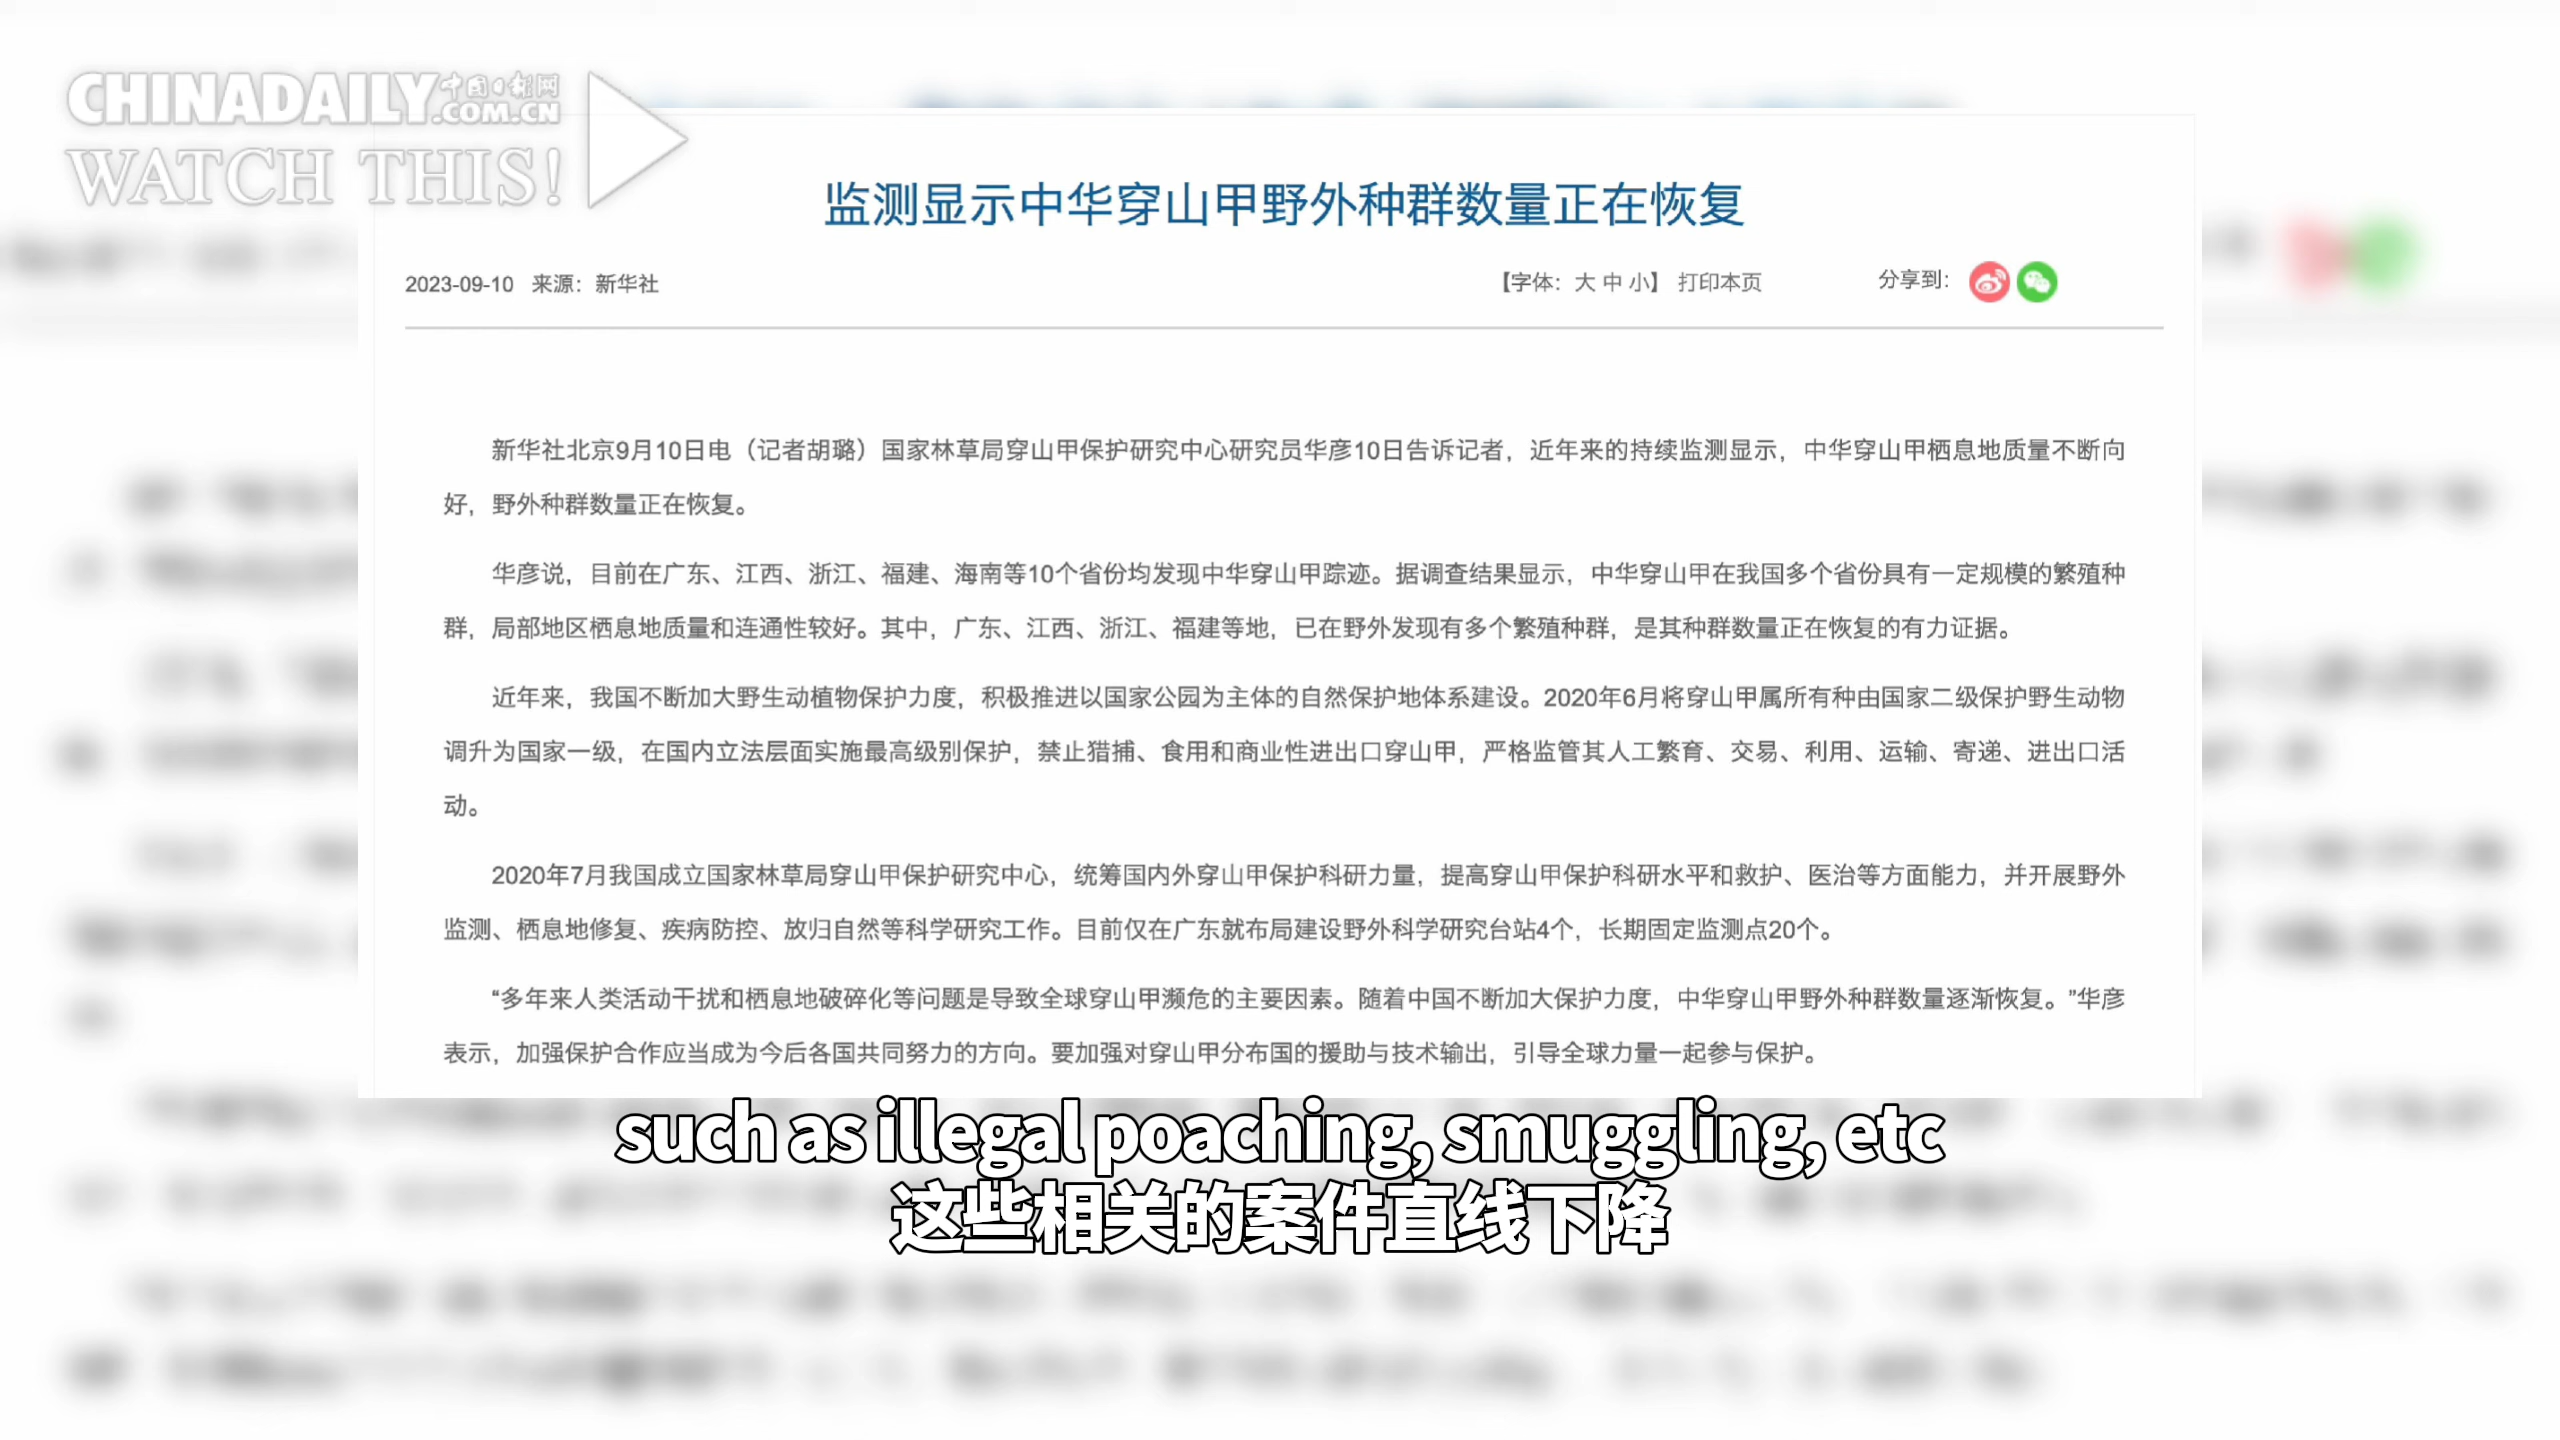 CHINADAILY中国日报网
.COM.CN
WATCH THIS!
监测显示中华穿山甲野外种群数量正在恢复
2023-09-10 来源：新华社 【字体：大 中 小】 打印本页 分享到：
新华社北京9月10日电（记者胡璐）国家林草局穿山甲保护研究中心研究员华彦10日告诉记者，近年来的持续监测显示，中华穿山甲栖息地质量不断向
好，野外种群数量正在恢复。
华彦说，目前在广东、江西、浙江、福建、海南等10个省份均发现中华穿山甲踪迹。据调查结果显示，中华穿山甲在我国多个省份具有一定规模的繁殖种
群，局部地区栖息地质量和连通性较好。其中，广东、江西、浙江、福建等地，已在野外发现有多个繁殖种群，是其种群数量正在恢复的有力证据。
近年来，我国不断加大野生动植物保护力度，积极推进以国家公园为主体的自然保护地体系建设。2020年6月将穿山甲属所有种由国家二级保护野生动物
调升为国家一级，在国内立法层面实施最高级别保护，禁止猎捕、食用和商业性进出口穿山甲，严格监管其人工繁育、交易、利用、运输、寄递、进出口活
动。
2020年7月我国成立国家林草局穿山甲保护研究中心，统筹国内外穿山甲保护科研力量，提高穿山甲保护科研水平和救护、医治等方面能力，并开展野外
监测、栖息地修复、疾病防控、放归自然等科学研究工作。目前仅在广东就布局建设野外科学研究台站4个，长期固定监测点20个。
“多年来人类活动干扰和栖息地破碎化等问题是导致全球穿山甲濒危的主要因素。随着中国不断加大保护力度，中华穿山甲野外种群数量逐渐恢复。”华彦
表示，加强保护合作应当成为今后各国共同努力的方向。要加强对穿山甲分布国的援助与技术输出，引导全球力量一起参与保护。
such as illegal poaching, smuggling, etc
这些相关的案件直线下降